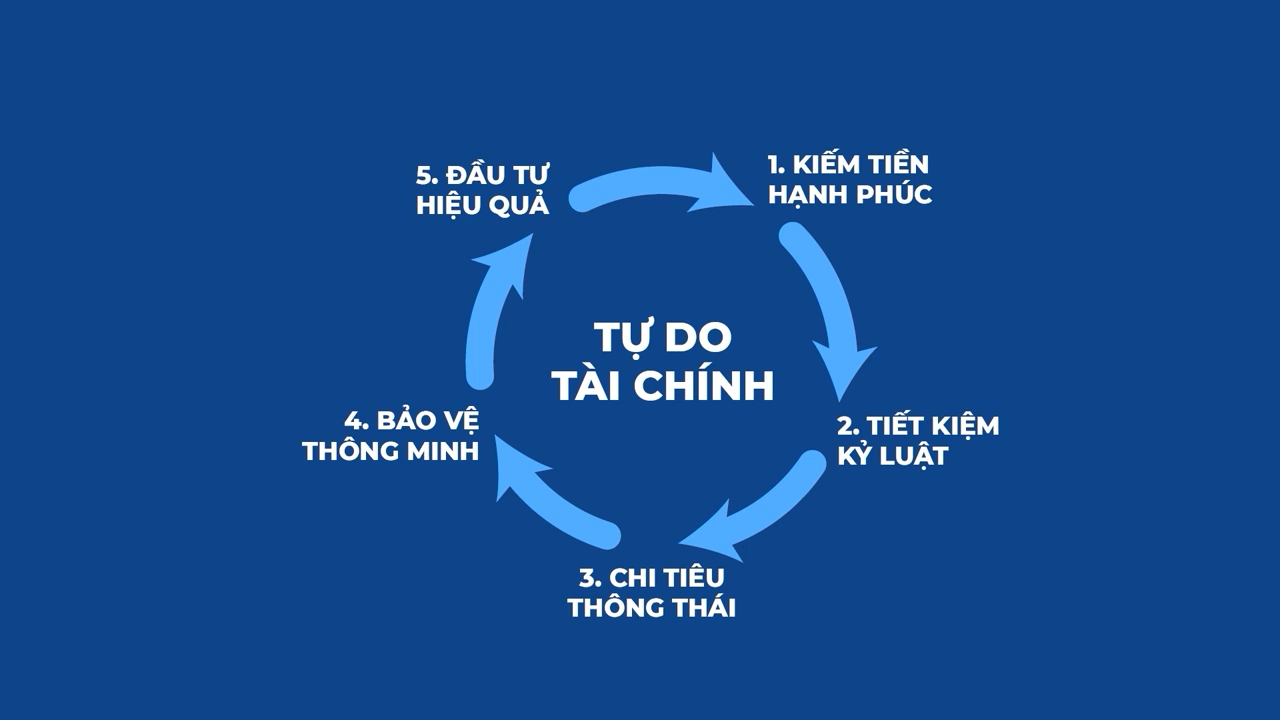 TỰ DO
TÀI CHÍNH
1. KIẾM TIỀN
HẠNH PHÚC
2. TIẾT KIỆM
KỶ LUẬT
3. CHI TIÊU
THÔNG THÁI
4. BẢO VỆ
THÔNG MINH
5. ĐẦU TƯ
HIỆU QUẢ